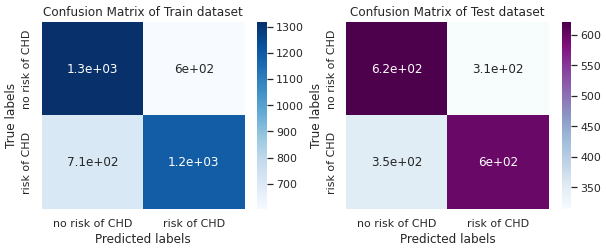 Confusion Matrix of Train dataset
no risk of CHD
risk of CHD
True labels
1.3e+03 6e+02
7.1e+02 1.2e+03
no risk of CHD risk of CHD
Predicted labels
1300
1200
1100
1000
900
800
700
Confusion Matrix of Test dataset
no risk of CHD
risk of CHD
True labels
6.2e+02 3.1e+02
3.5e+02 6e+02
no risk of CHD risk of CHD
Predicted labels
600
550
500
450
400
350